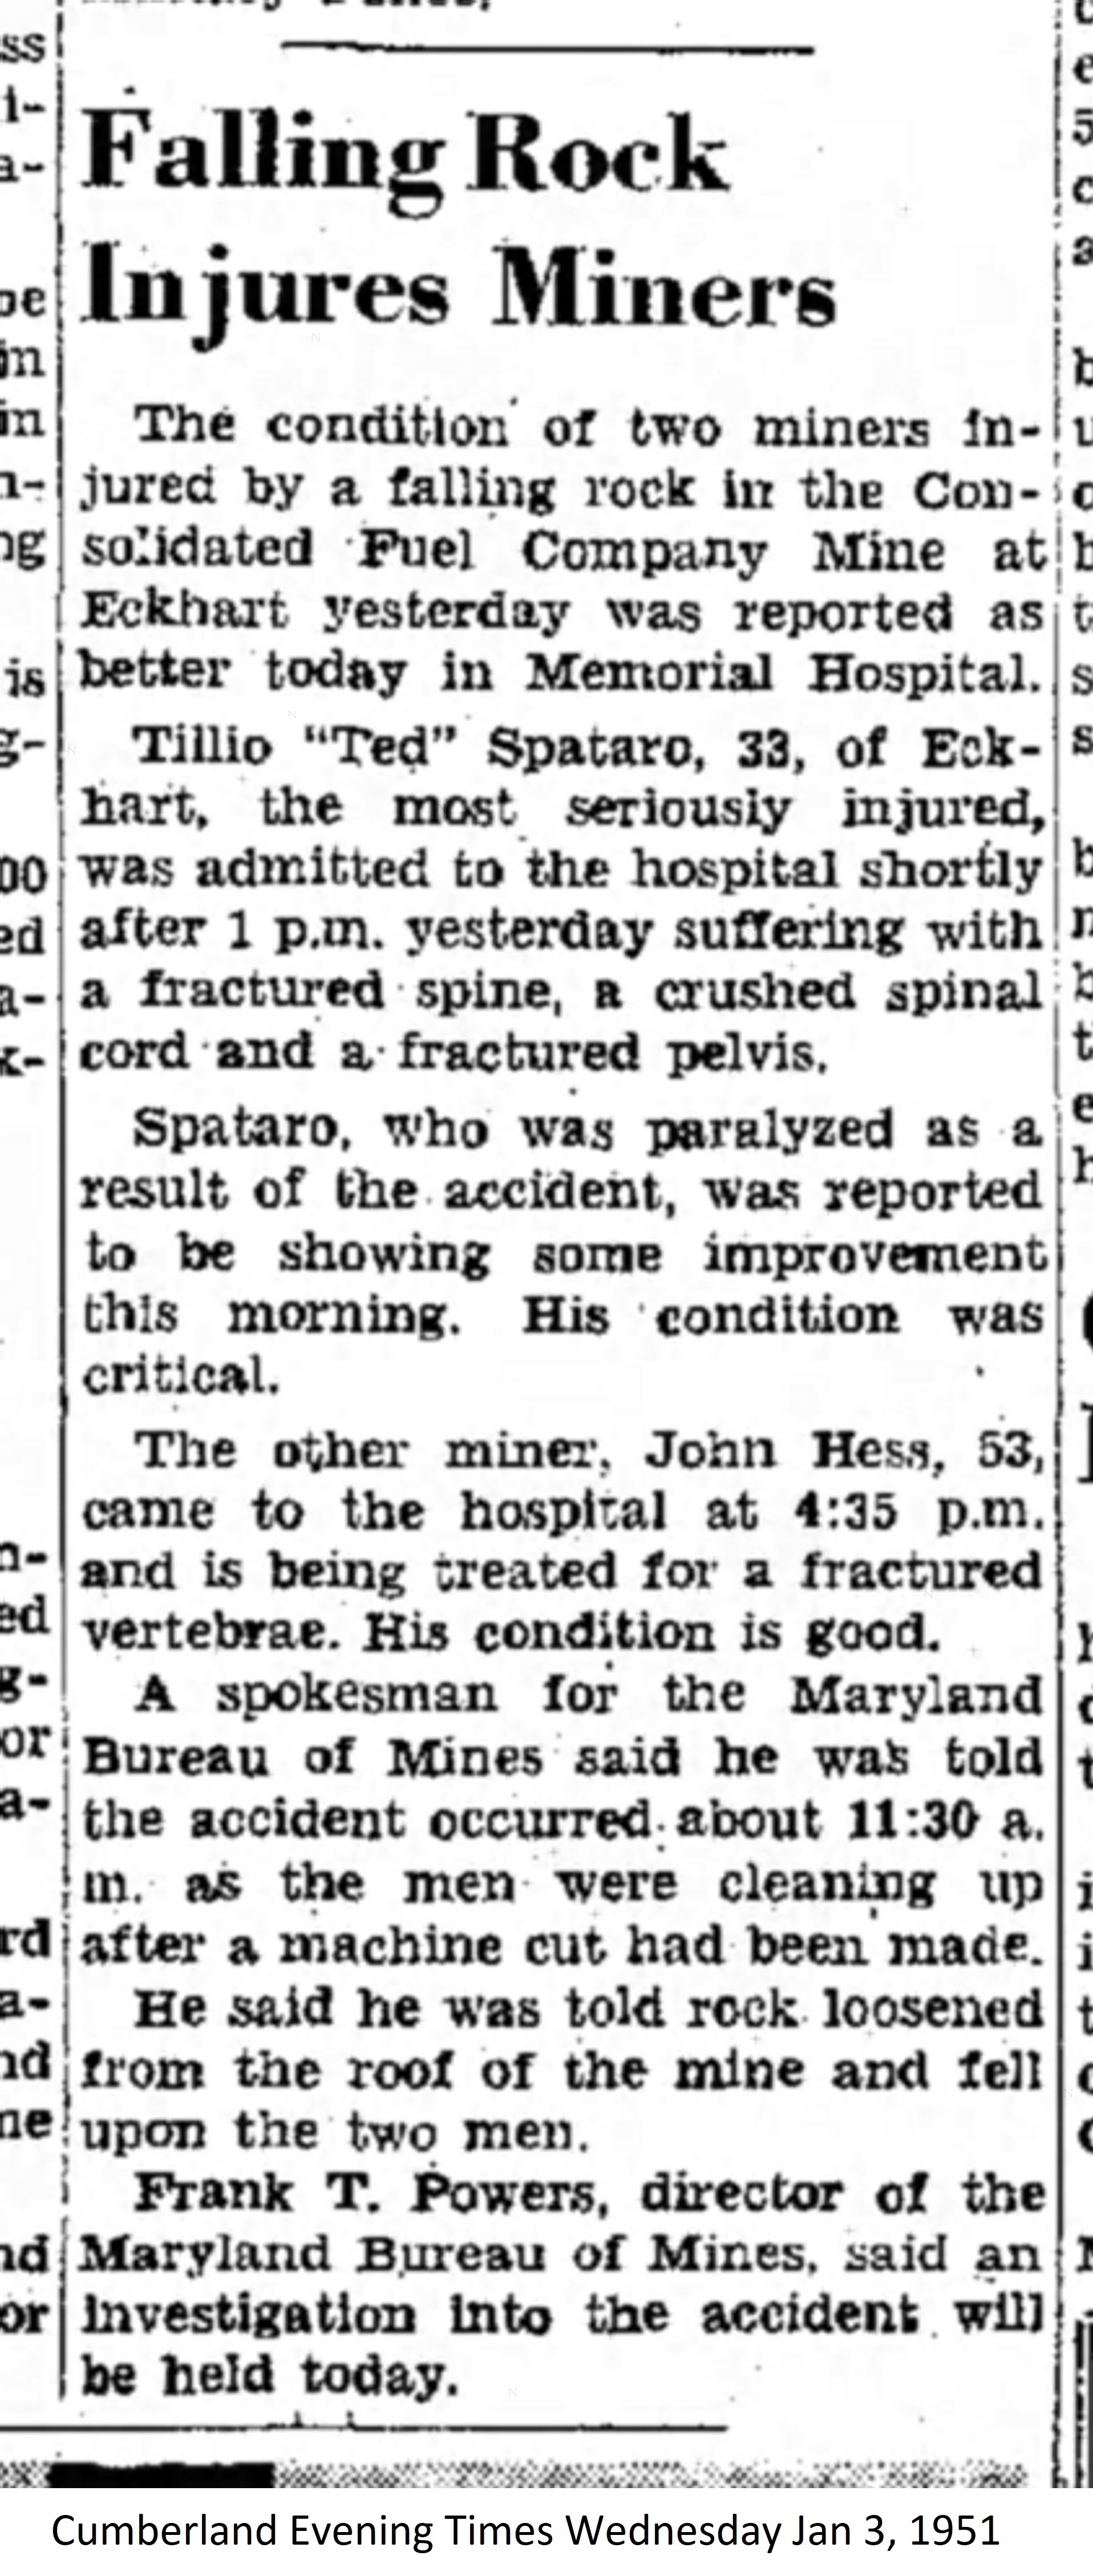 Falling Rock
Injures Miners
The condition of two miners in-
jured by a falling rock in the Con-
solidated Fuel Company Mine at
Eckhart yesterday was reported as
better today in Memorial Hospital.
Tillio "Ted" Spataro, 33, of Eck-
hart, the most seriously injured,
was admitted to the hospital shortly
after 1 p.m. yesterday suffering with
a fractured spine, a crushed spinal
cord and a fractured pelvis.
Spataro, who was paralyzed as a
result of the accident, was reported
to be showing some improvement
this morning. His condition was
critical.
The other miner, John Hess, 53,
came to the hospital at 4:35 p.m.
and is being treated for a fractured
vertebrae. His condition is good.
A spokesman for the Maryland
Bureau of Mines said he was told
the accident occurred about 11:30 a.
m. as the men were cleaning up
after a machine cut had been made.
He said he was told rock loosened
from the roof of the mine and fell
upon the two men.
Frank T. Powers, director of the
Maryland Bureau of Mines, said an
investigation into the accident will
be held today.
Cumberland Evening Times Wednesday Jan 3, 1951